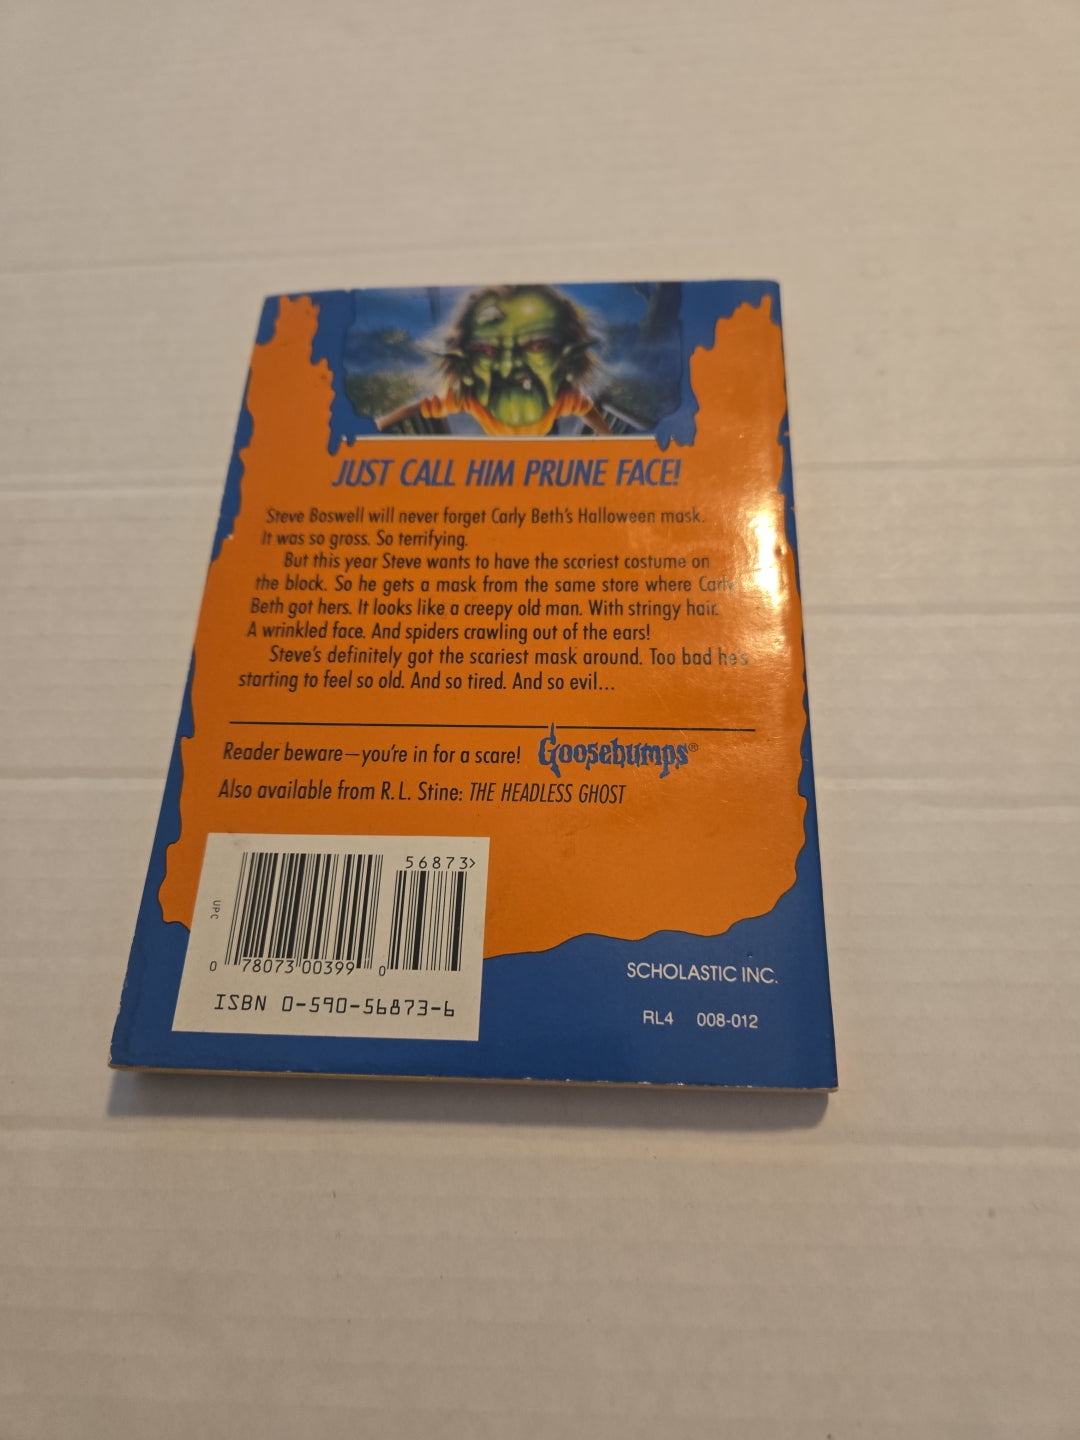 JUST CALL HIM PRUNE FACE!
Steve Boswell will never forget Carly Beth's Halloween mask.
It was so gross. So terrifying.
But this year Steve wants to have the scariest costume on
the block. So he gets a mask from the same store where Carly
Beth got hers. It looks like a creepy old man. With stringy hair.
A wrinkled face. And spiders crawling out of the ears!
Steve's definitely got the scariest mask around. Too bad he's
starting to feel so old. And so tired. And so evil...
Reader beware—you're in for a scare! Goosebumps®
Also available from R.L. Stine: THE HEADLESS GHOST
56873>
UPC
0 78073 00399 0
ISBN 0-590-56873-6
SCHOLASTIC INC.
RL4 008-012